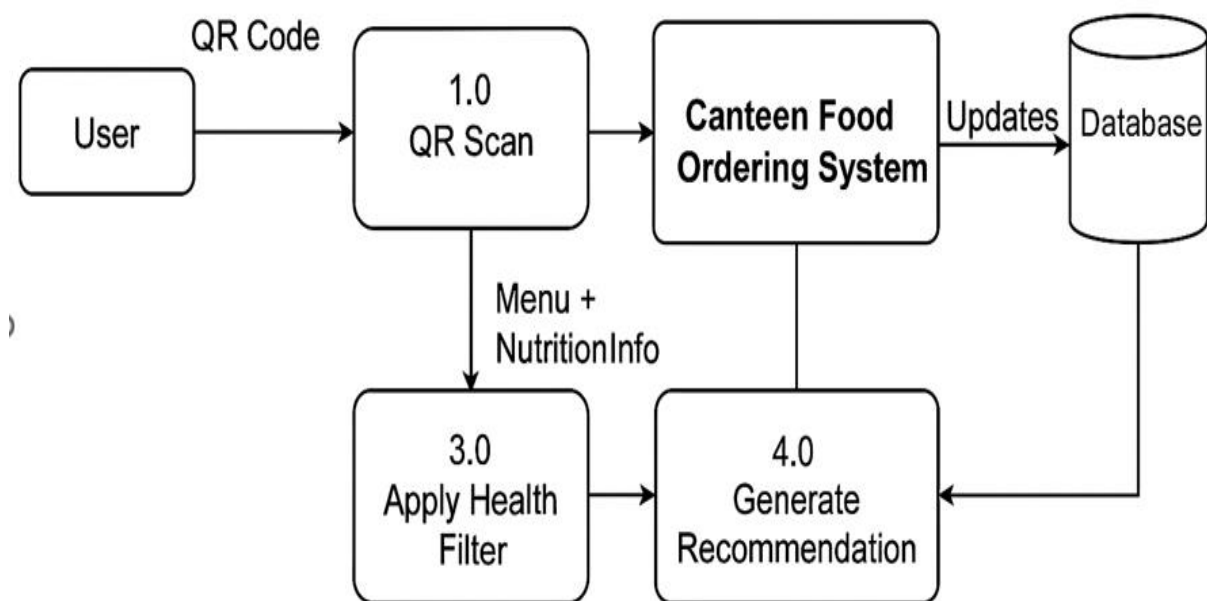 QR Code
User
1.0
QR Scan
Canteen Food
Ordering System
Updates
Database
Menu +
NutritionInfo
3.0
Apply Health
Filter
4.0
Generate
Recommendation